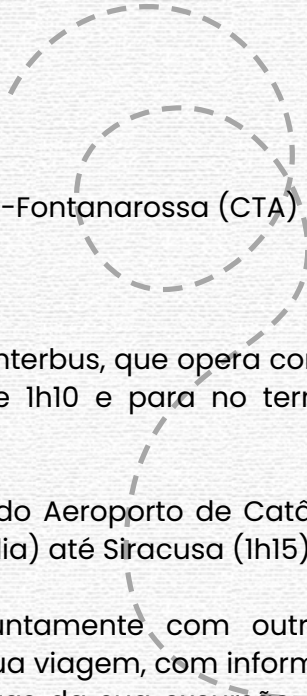 -Fontanarossa (CTA)
nterbus, que opera co
e 1h10 e para no terr
do Aeroporto de Catâ
lia) até Siracusa (1h15)
untamente com outr
ua viagem, com inform